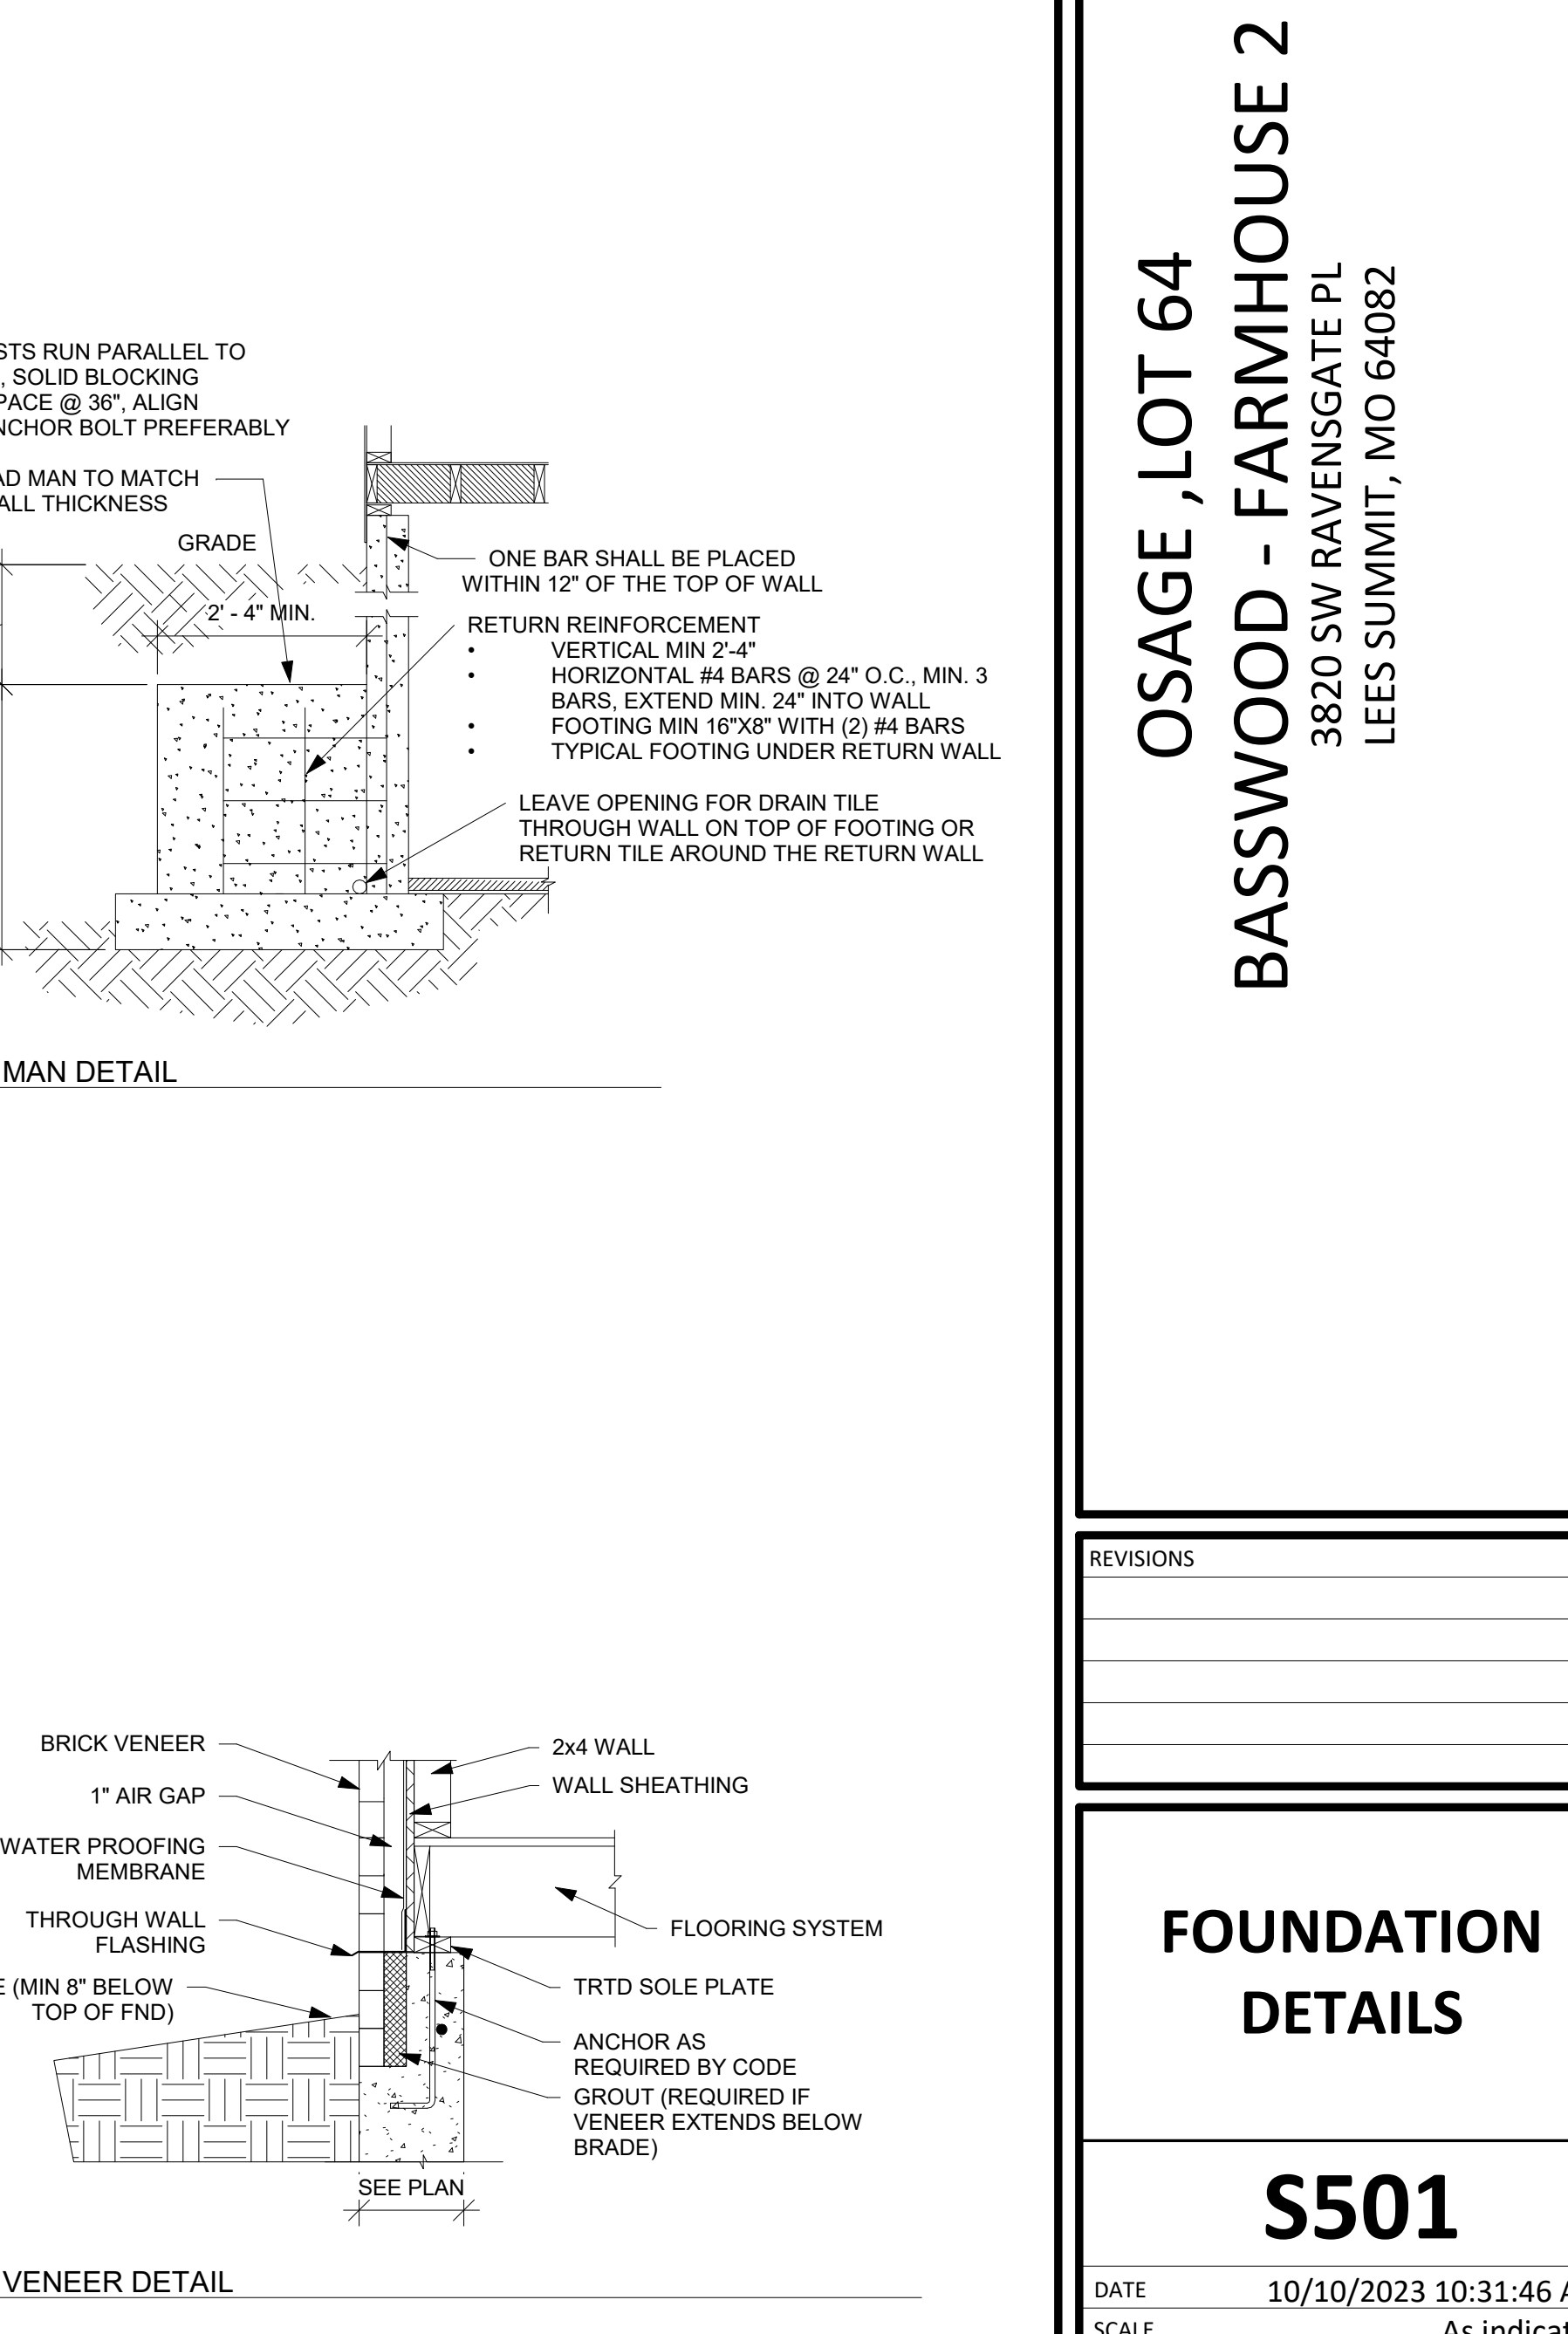 RUN PARALLEL TO
, SOLID BLOCKING
@ 36", ALIGN
BOLT PREFERABLY
MAN TO MATCH
THICKNESS
GRADE
2' - 4" MIN.
ONE BAR SHALL BE PLACED
WITHIN 12" OF THE TOP OF WALL
RETURN REINFORCEMENT
• VERTICAL MIN 2'-4"
• HORIZONTAL #4 BARS @ 24" O.C., MIN. 3
BARS, EXTEND MIN. 24" INTO WALL
• FOOTING MIN 16"X8" WITH (2) #4 BARS
• TYPICAL FOOTING UNDER RETURN WALL
LEAVE OPENING FOR DRAIN TILE
THROUGH WALL ON TOP OF FOOTING OR
RETURN TILE AROUND THE RETURN WALL
MAN DETAIL
BRICK VENEER
1" AIR GAP
WATER PROOFING
MEMBRANE
THROUGH WALL
FLASHING
(MIN 8" BELOW
TOP OF FND)
2x4 WALL
WALL SHEATHING
FLOORING SYSTEM
TRTD SOLE PLATE
ANCHOR AS
REQUIRED BY CODE
GROUT (REQUIRED IF
VENEER EXTENDS BELOW
BRADE)
SEE PLAN
VENEER DETAIL
OSAGE ,LOT 64
BASSWOOD - FARMHOUSE 2
3820 SW RAVENSGATE PL
LEES SUMMIT, MO 64082
REVISIONS
FOUNDATION
DETAILS
S501
DATE 10/10/2023 10:31:46
SCALE As